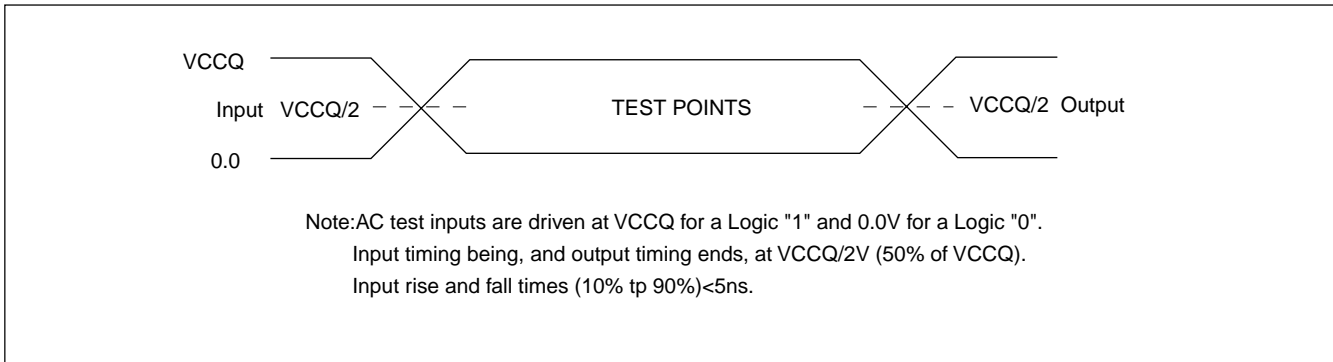 VCCQ
Input VCCQ/2 TEST POINTS VCCQ/2 Output
0.0
Note:AC test inputs are driven at VCCQ for a Logic "1" and 0.0V for a Logic "0".
Input timing being, and output timing ends, at VCCQ/2V (50% of VCCQ).
Input rise and fall times (10% tp 90%)<5ns.